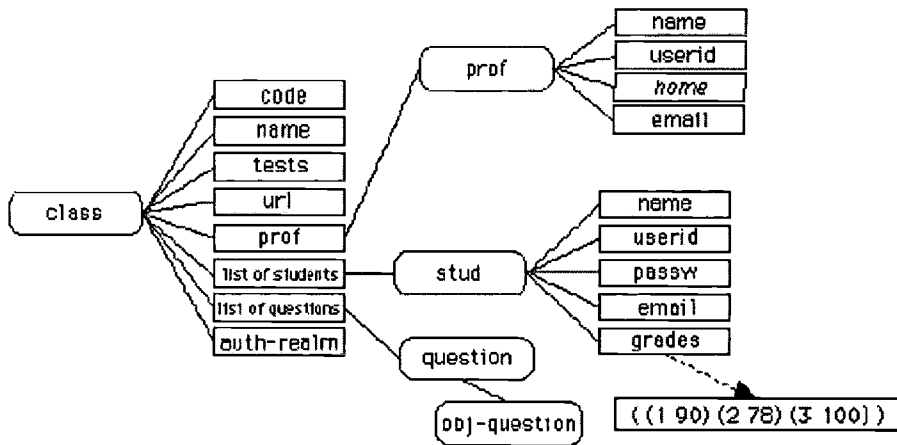 class
code
name
tests
url
prof
list of students
list of questions
auth-realm
prof
name
userid
home
email
stud
name
userid
passw
email
grades
((1 90)(2 78)(3 100))
question
obj-question